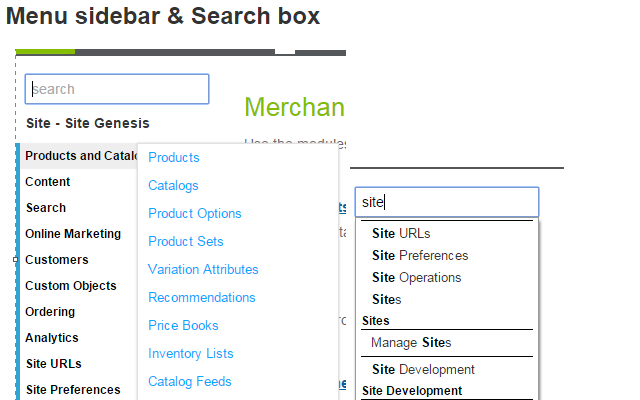 Menu sidebar & Search box
search
Site - Site Genesis
Merchan
Use the modules
Products and Catalo
Content
Search
Online Marketing
Customers
Custom Objects
Ordering
Analytics
Site URLs
Site Preferences
Products
Catalogs
Product Options
Product Sets
Variation Attributes
Recommendations
Price Books
Inventory Lists
Catalog Feeds
site
Site URLs
Site Preferences
Site Operations
Sites
Sites
Manage Sites
Site Development
Site Development